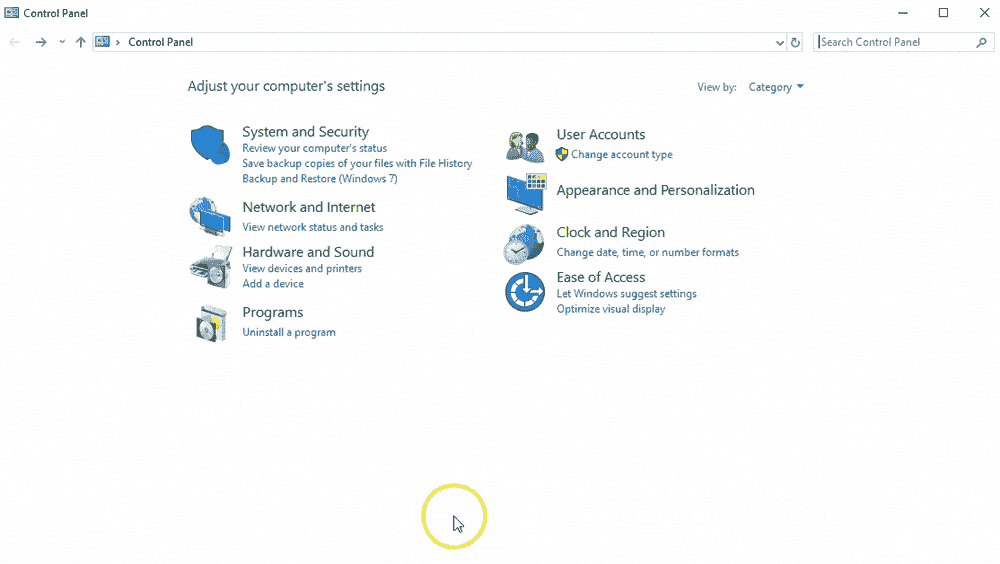 Control Panel
Control Panel
Search Control Panel
Adjust your computer's settings
View by: Category
System and Security
Review your computer's status
Save backup copies of your files with File History
Backup and Restore (Windows 7)
Network and Internet
View network status and tasks
Hardware and Sound
View devices and printers
Add a device
Programs
Uninstall a program
User Accounts
Change account type
Appearance and Personalization
Clock and Region
Change date, time, or number formats
Ease of Access
Let Windows suggest settings
Optimize visual display